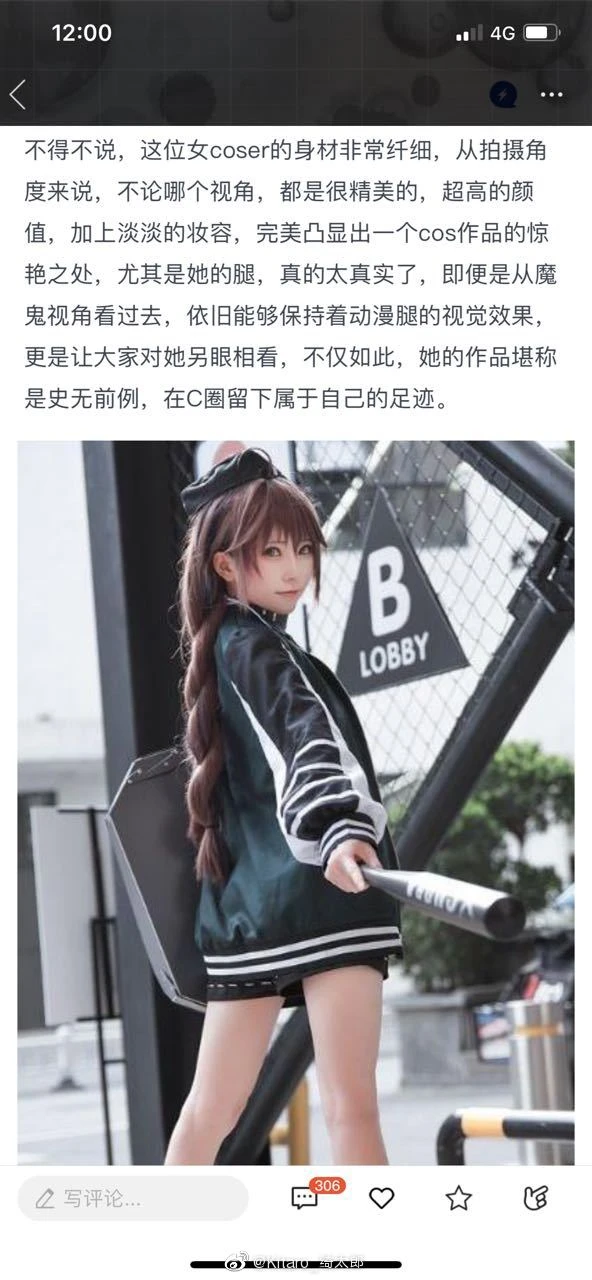 12:00
4G
不得不说，这位女coser的身材非常纤细，从拍摄角
度来说，不论哪个视角，都是很精美的，超高的颜
值，加上淡淡的妆容，完美凸显出一个cos作品的惊
艳之处，尤其是她的腿，真的太真实了，即便是从魔
鬼视角看过去，依旧能够保持着动漫腿的视觉效果，
更是让大家对她另眼相看，不仅如此，她的作品堪称
是史无前例，在C圈留下属于自己的足迹。
B
LOBBY
写评论...
306